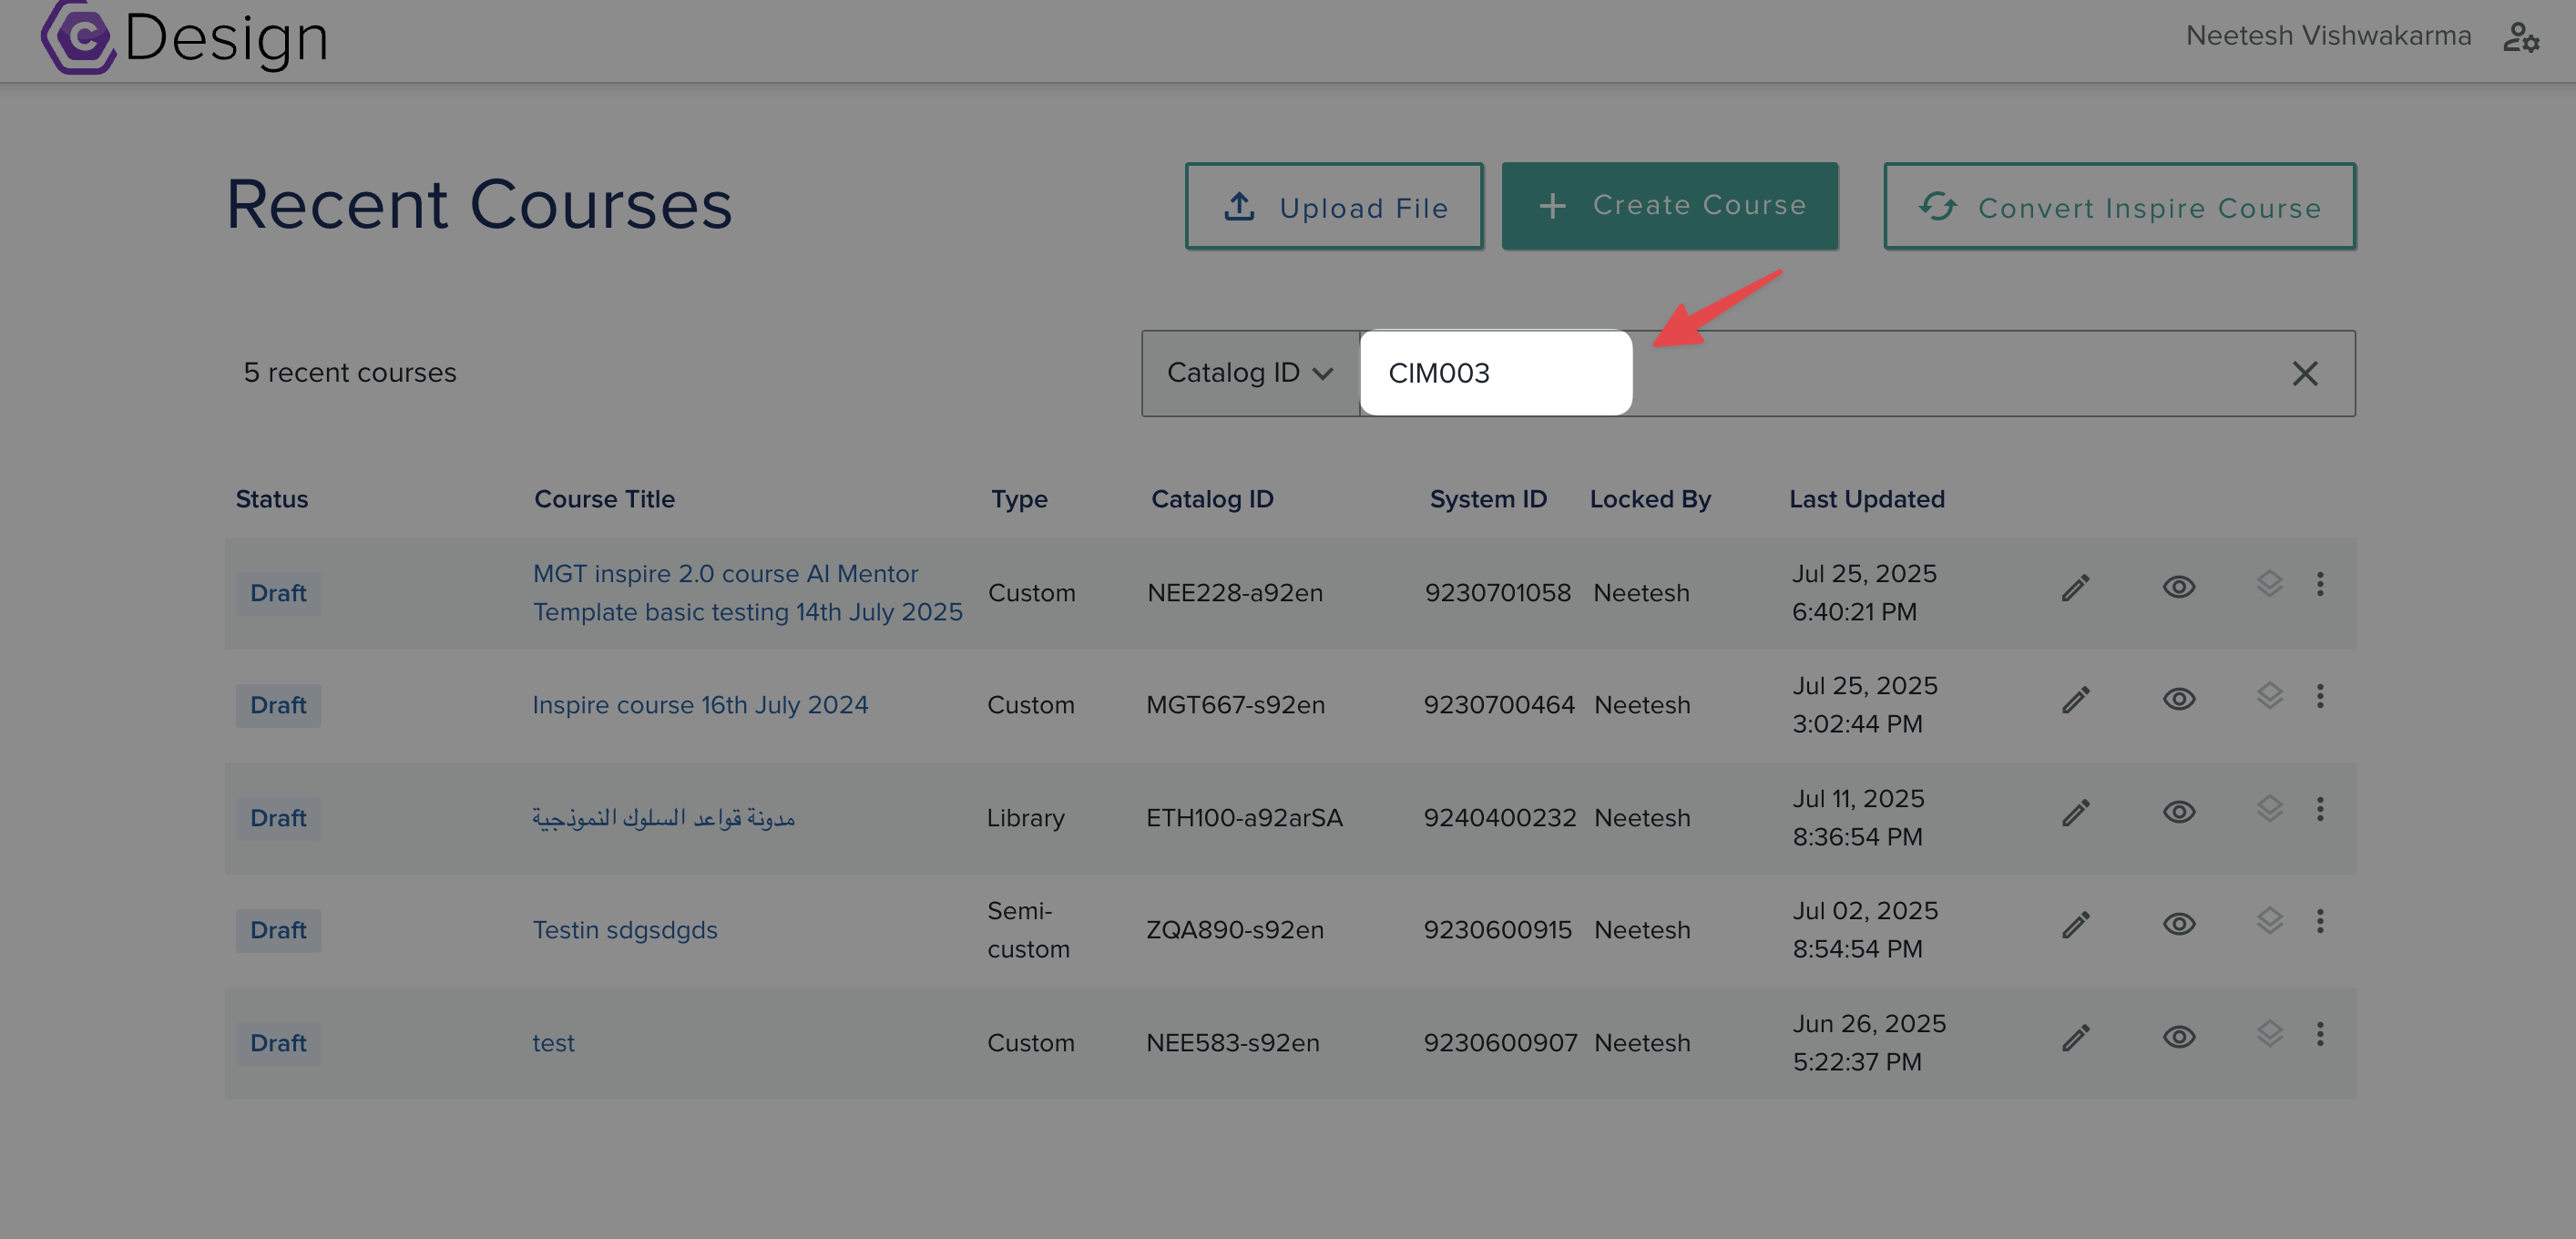 C Design
Neetesh Vishwakarma
Recent Courses
Upload File
+ Create Course
Convert Inspire Course
5 recent courses
Catalog ID
CIM003
Status Course Title Type Catalog ID System ID Locked By Last Updated
Draft
MGT inspire 2.0 course AI Mentor
Template basic testing 14th July 2025
Custom
NEE228-a92en
9230701058
Neetesh
Jul 25, 2025
6:40:21 PM
Draft
Inspire course 16th July 2024
Custom
MGT667-s92en
9230700464
Neetesh
Jul 25, 2025
3:02:44 PM
Draft
مدونة قواعد السلوك النموذجية
Library
ETH100-a92arSA
9240400232
Neetesh
Jul 11, 2025
8:36:54 PM
Draft
Testin sdgsdgds
Semi-
custom
ZQA890-s92en
9230600915
Neetesh
Jul 02, 2025
8:54:54 PM
Draft
test
Custom
NEE583-s92en
9230600907
Neetesh
Jun 26, 2025
5:22:37 PM